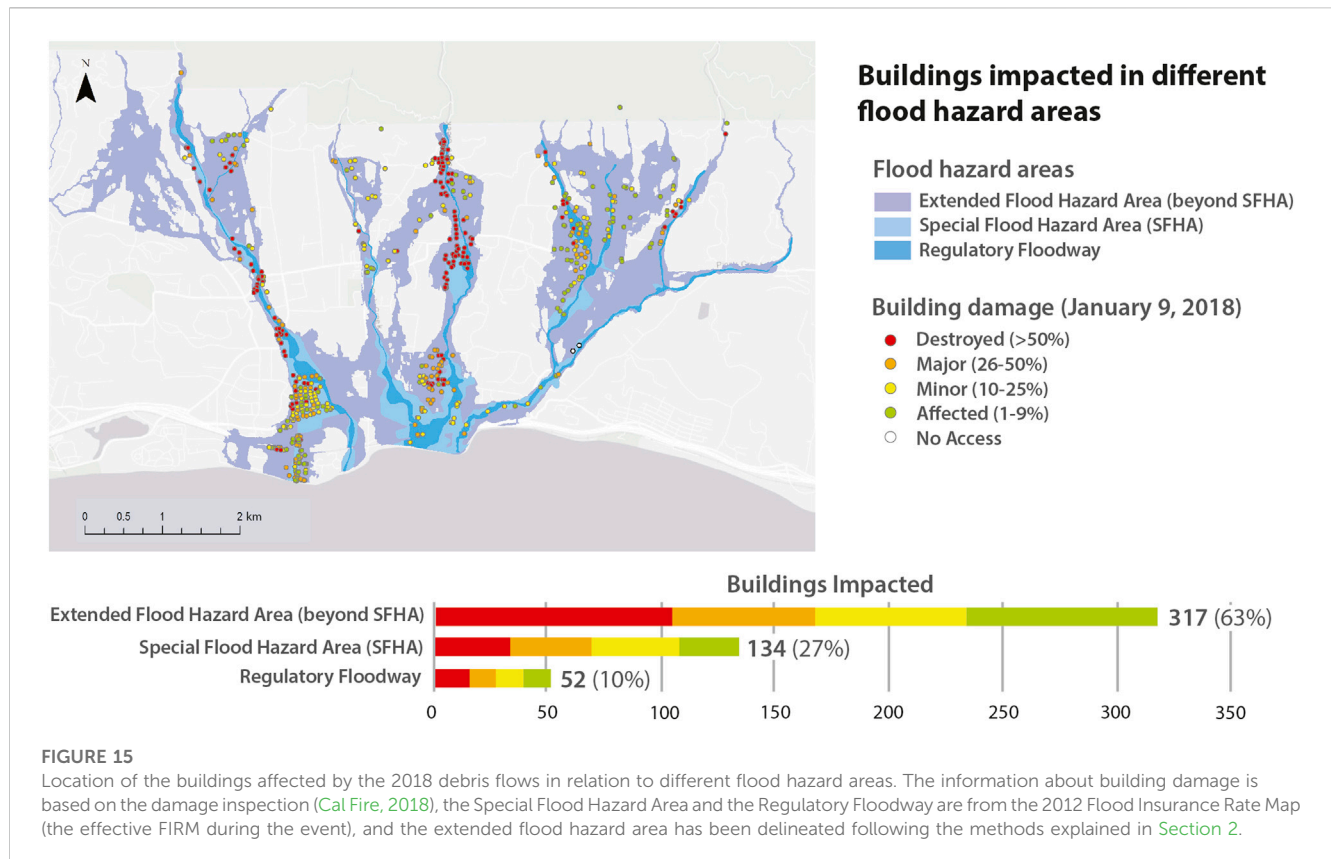 N
0 0.5 1 2 km
Buildings impacted in different
flood hazard areas
Flood hazard areas
Extended Flood Hazard Area (beyond SFHA)
Special Flood Hazard Area (SFHA)
Regulatory Floodway
Building damage (January 9, 2018)
Destroyed (>50%)
Major (26-50%)
Minor (10-25%)
Affected (1-9%)
No Access
Buildings Impacted
Extended Flood Hazard Area (beyond SFHA) 317 (63%)
Special Flood Hazard Area (SFHA) 134 (27%)
Regulatory Floodway 52 (10%)
0 50 100 150 200 250 300 350
FIGURE 15
Location of the buildings affected by the 2018 debris flows in relation to different flood hazard areas. The information about building damage is
based on the damage inspection (Cal Fire, 2018), the Special Flood Hazard Area and the Regulatory Floodway are from the 2012 Flood Insurance Rate Map
(the effective FIRM during the event), and the extended flood hazard area has been delineated following the methods explained in Section 2.